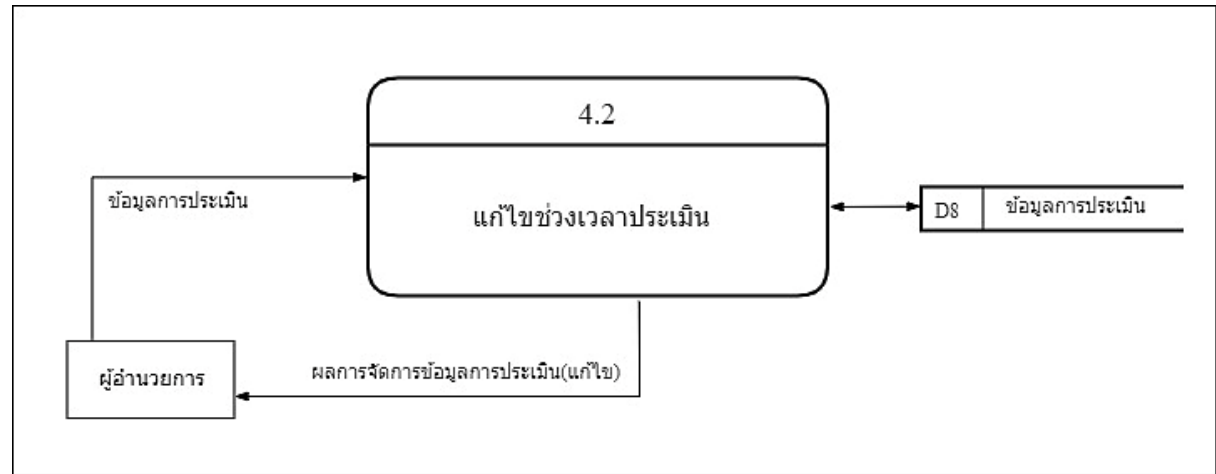 4.2
ข้อมูลการประเมิน
แก้ไขช่วงเวลาประเมิน
D8
ข้อมูลการประเมิน
ผู้อำนวยการ
ผลการจัดการข้อมูลการประเมิน(แก้ไข)